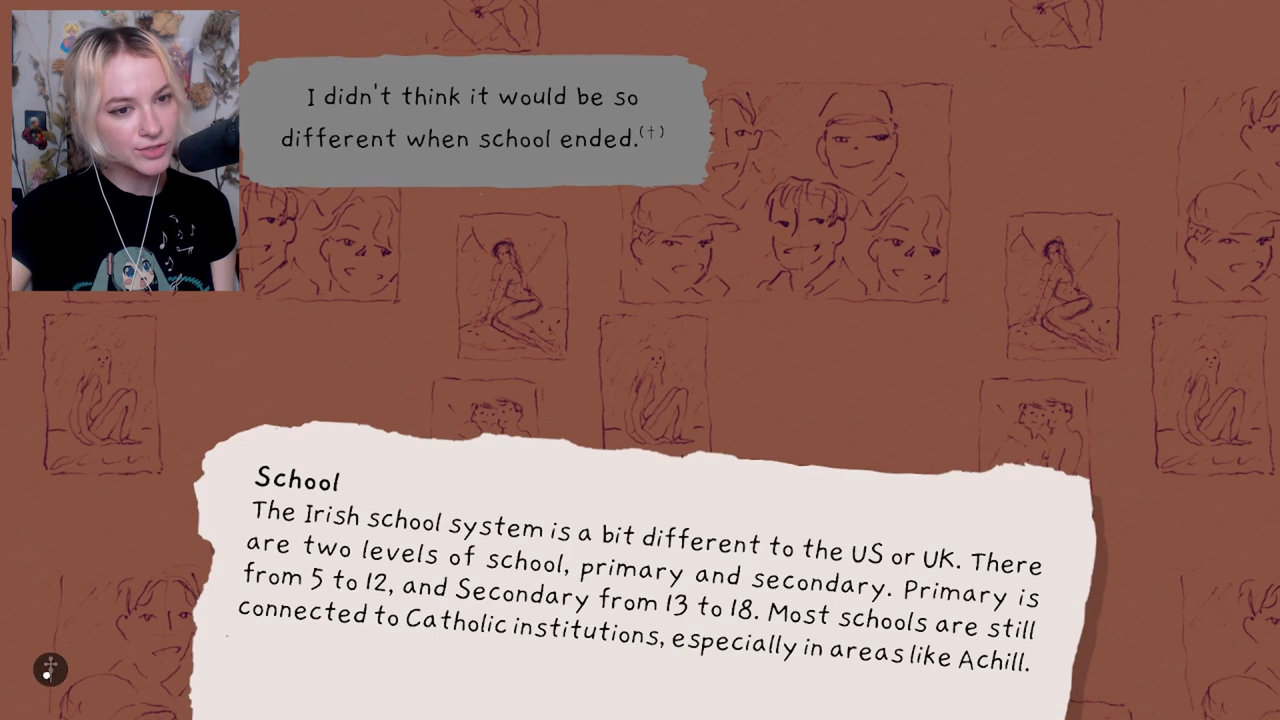 I didn't think it would be so
different when school ended.(†)
School
The Irish school system is a bit different to the US or UK. There
are two levels of school, primary and secondary. Primary is
from 5 to 12, and Secondary from 13 to 18. Most schools are still
connected to Catholic institutions, especially in areas like Achill.